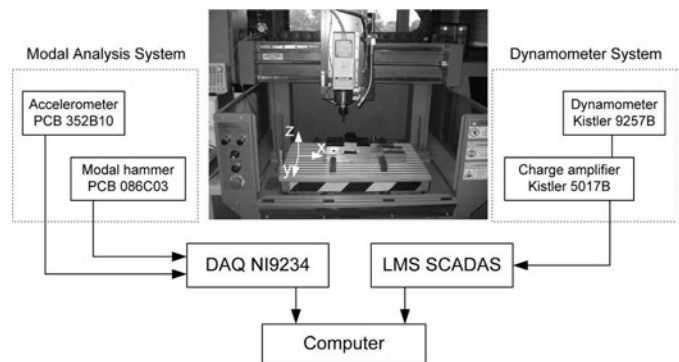 Modal Analysis System
Dynamometer System
Accelerometer
PCB 352B10
Modal hammer
PCB 086C03
Dynamometer
Kistler 9257B
Charge amplifier
Kistler 5017B
z
x
y
DAQ NI9234
LMS SCADAS
Computer